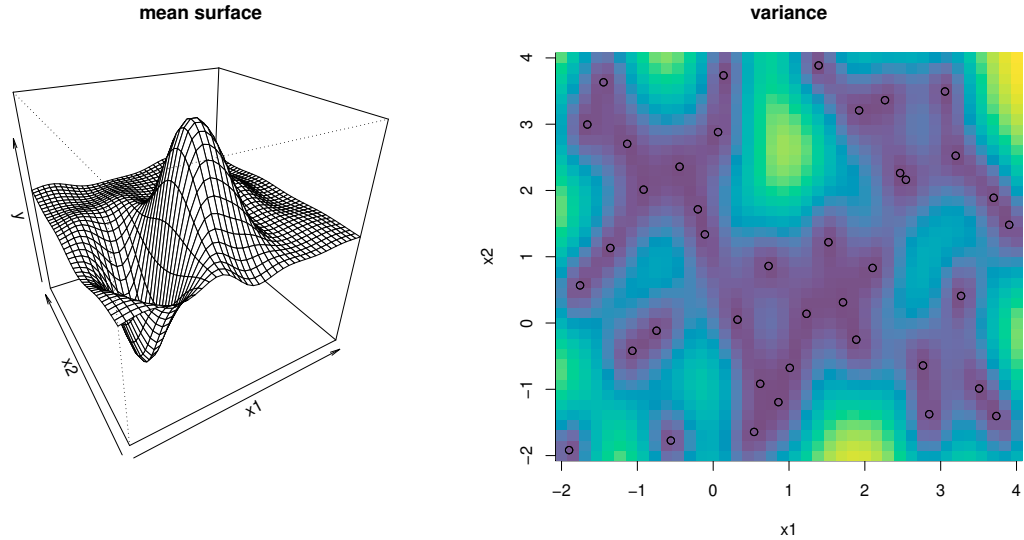 mean surface
y
x2
x1
variance
4
3
2
1
0
−1
−2
x2
−2 −1 0 1 2 3 4
x1